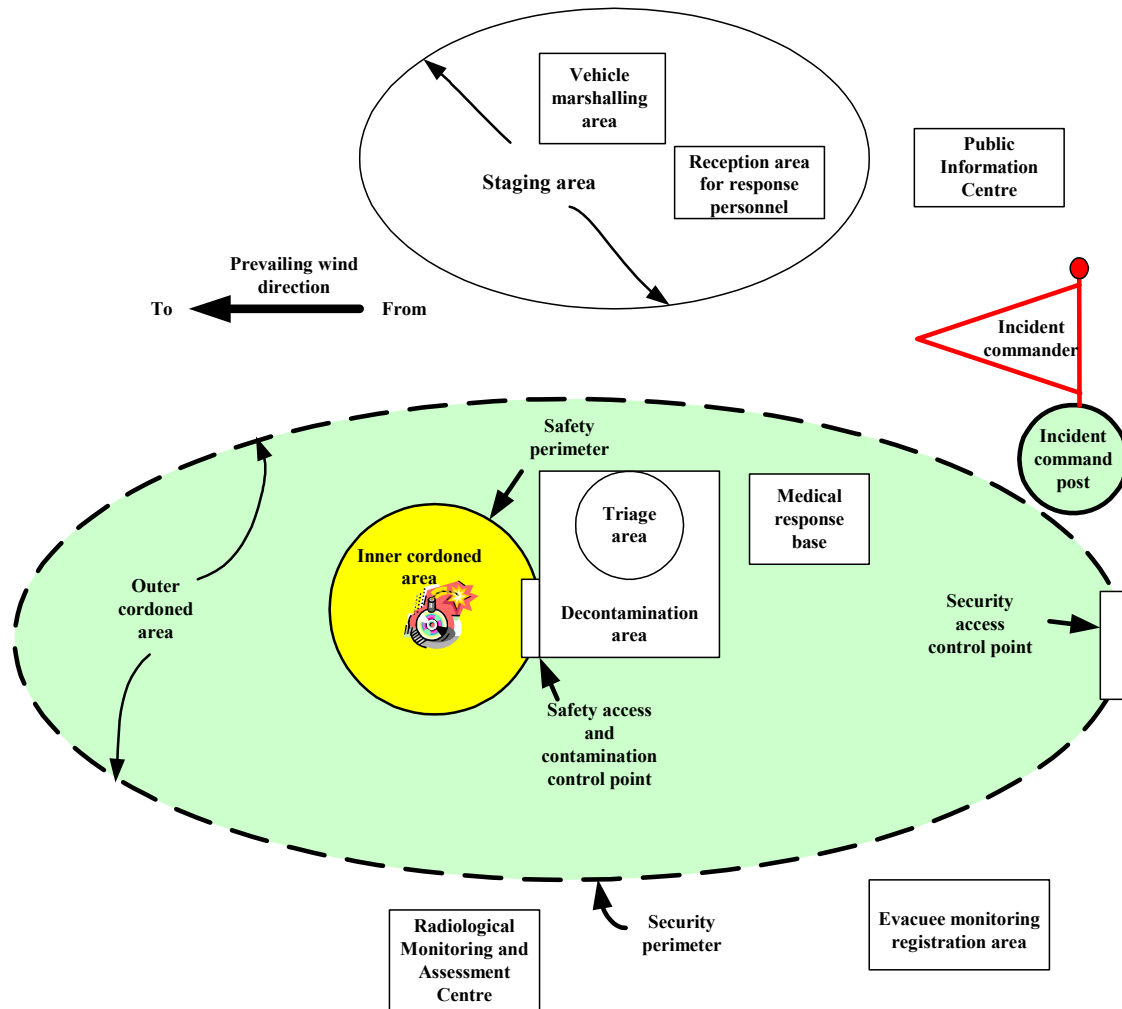 Vehicle
marshalling
area
Public
Information
Centre
Reception area
for response
personnel
Staging area
Prevailing wind
direction
To
From
Incident
commander
Safety
perimeter
Incident
command
post
Medical
response
base
Triage
area
Inner cordoned
area
Outer
cordoned
area
Decontamination
area
Security
access
control point
Safety access
and
contamination
control point
Security
perimeter
Radiological
Monitoring and
Assessment
Centre
Evacuee monitoring
registration area